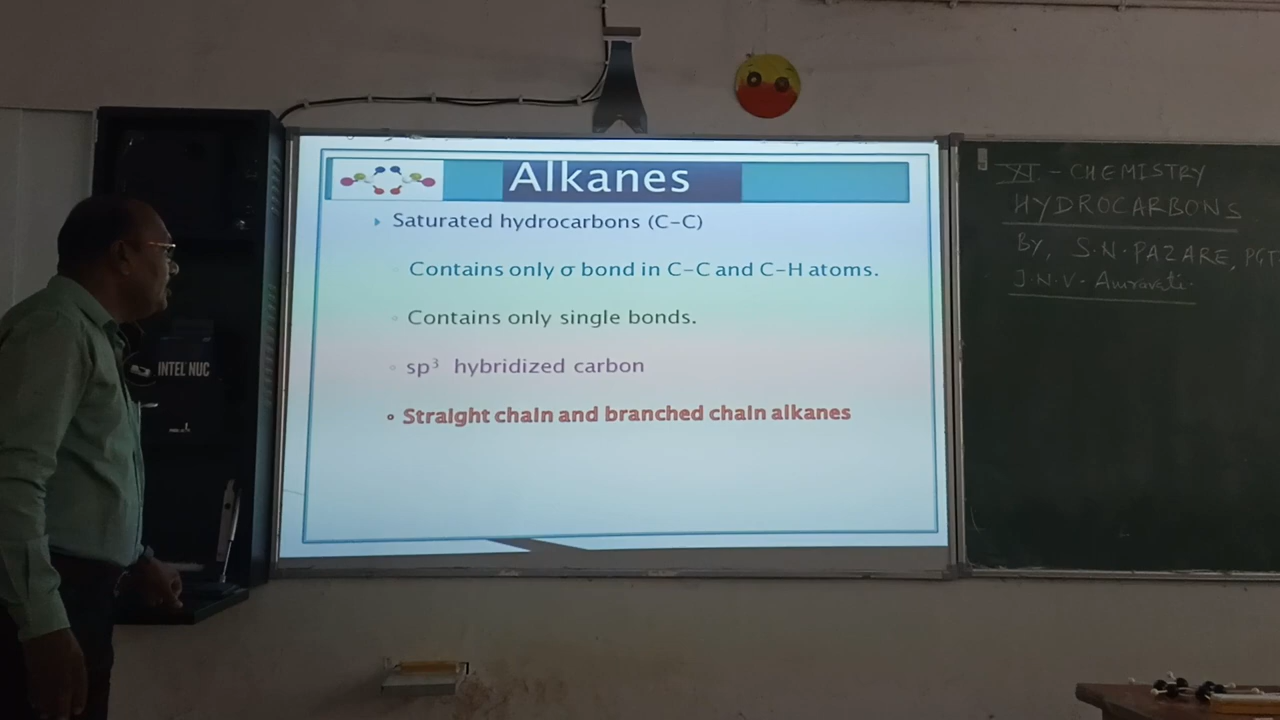 Alkanes
Saturated hydrocarbons (C-C)
Contains only σ bond in C-C and C-H atoms.
Contains only single bonds.
sp³ hybridized carbon
Straight chain and branched chain alkanes
INTEL NUC
XI - CHEMISTRY
HYDROCARBONS
By, S.N. PAZARE, PGT
J.N.V. Amravati.